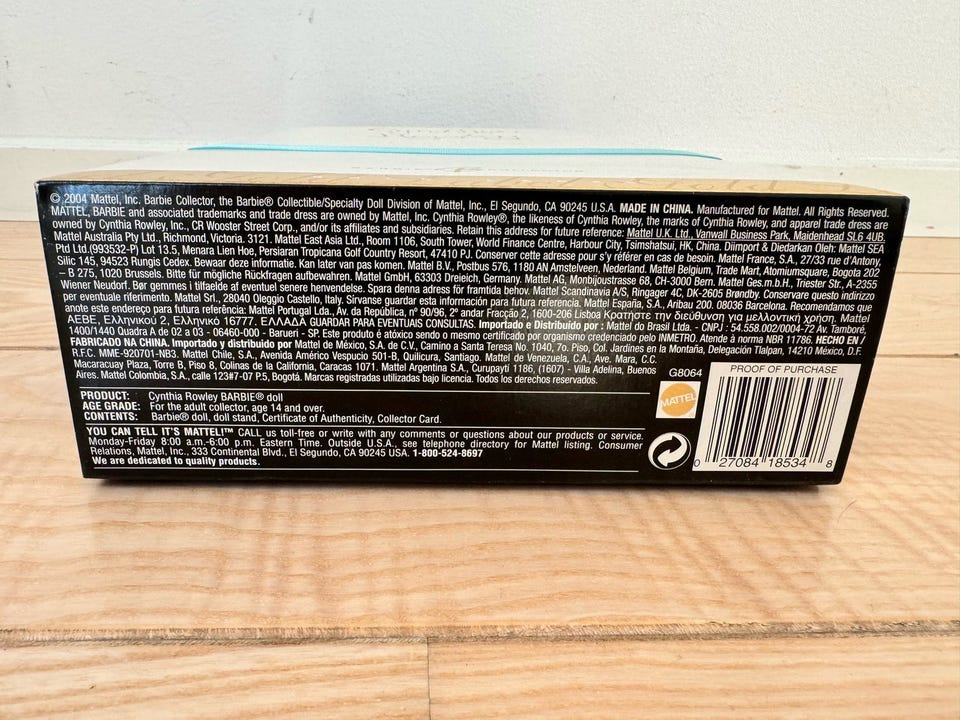 © 2004 Mattel, Inc. Barbie Collector, the Barbie® Collectible/Specialty Doll Division of Mattel, Inc., El Segundo, CA 90245 U.S.A. MADE IN CHINA. Manufactured for Mattel. All Rights Reserved.
MATTEL, BARBIE and associated trademarks and trade dress are owned by Mattel, Inc. Cynthia Rowley®, the likeness of Cynthia Rowley, the marks of Cynthia Rowley, and apparel trade dress are
owned by Cynthia Rowley, Inc., CR Wooster Street Corp., and/or its affiliates and subsidiaries. Retain this address for future reference: Mattel U.K. Ltd., Vanwall Business Park, Maidenhead SL6 4UB.
Mattel Australia Pty Ltd., Richmond, Victoria. 3121. Mattel East Asia Ltd., Room 1106, South Tower, World Finance Centre, Harbour City, Tsimshatsui, HK, China. Diimport & Diedarkan Oleh: Mattel SEA
Ptd Ltd.(993532-P) Lot 13.5, Menara Lien Hoe, Persiaran Tropicana Golf Country Resort, 47410 PJ. Conserver cette adresse pour s'y référer en cas de besoin. Mattel France, S.A., 27/33 rue d'Antony,
Silic 145, 94523 Rungis Cedex. Bewaar deze informatie. Kan later van pas komen. Mattel B.V., Postbus 576, 1180 AN Amstelveen, Nederland. Mattel Belgium, Trade Mart, Atomiumsquare, Bogota 202
– B 275, 1020 Brussels. Bitte für mögliche Rückfragen aufbewahren. Mattel GmbH, 63303 Dreieich, Germany. Mattel AG, Monbijoustrasse 68, CH-3000 Bern. Mattel Ges.m.b.H., Triester Str., A-2355
Wiener Neudorf. Bør gemmes i tilfælde af eventuel senere henvendelse. Spara denna adress för framtida behov. Mattel Scandinavia A/S, Ringager 4C, DK-2605 Brøndby. Conservare questo indirizzo
per eventuale riferimento. Mattel Srl., 28040 Oleggio Castello, Italy. Sirvanse guardar esta información para futura referencia. Mattel España, S.A., Aribau 200. 08036 Barcelona. Recomendamos que
anote este endereço para futura referência: Mattel Portugal Lda., Av. da República, nº 90/96, 2º andar Fracção 2, 1600-206 Lisboa Κρατήστε την διεύθυνση για μελλοντική χρήση. Mattel
AEBE, Ελληνικού 2, Ελληνικό 16777. ΕΛΛΑΔΑ GUARDAR PARA EVENTUAIS CONSULTAS. Importado e Distribuído por : Mattel do Brasil Ltda. - CNPJ : 54.558.002/0004-72 Av. Tamboré,
1400/1440 Quadra A de 02 a 03 - 06460-000 - Barueri - SP. Este produto é atóxico sendo o mesmo certificado por organismo credenciado pelo INMETRO. Atende à norma NBR 11786. HECHO EN /
FABRICADO NA CHINA. Importado y distribuido por Mattel de México, S.A. de C.V., Camino a Santa Teresa No. 1040, 7o. Piso, Col. Jardines en la Montaña, Delegación Tlalpan, 14210 México, D.F.
R.F.C. MME-920701-NB3. Mattel Chile, S.A., Avenida Américo Vespucio 501-B, Quilicura, Santiago. Mattel de Venezuela, C.A., Ave. Mara, C.C.
Macaracuay Plaza, Torre B, Piso 8, Colinas de la California, Caracas 1071. Mattel Argentina S.A., Curupaytí 1186, (1607) - Villa Adelina, Buenos
Aires. Mattel Colombia, S.A., calle 123#7-07 P.5, Bogotá. Marcas registradas utilizadas bajo licencia. Todos los derechos reservados.
PRODUCT: Cynthia Rowley BARBIE® doll
AGE GRADE: For the adult collector, age 14 and over.
CONTENTS: Barbie® doll, doll stand, Certificate of Authenticity, Collector Card.
YOU CAN TELL IT'S MATTEL!™ CALL us toll-free or write with any comments or questions about our products or service.
Monday-Friday 8:00 a.m.-6:00 p.m. Eastern Time. Outside U.S.A., see telephone directory for Mattel listing. Consumer
Relations, Mattel, Inc., 333 Continental Blvd., El Segundo, CA 90245 USA. 1-800-524-8697
We are dedicated to quality products.
G8064
MATTEL
PROOF OF PURCHASE
0 27084 18534 8